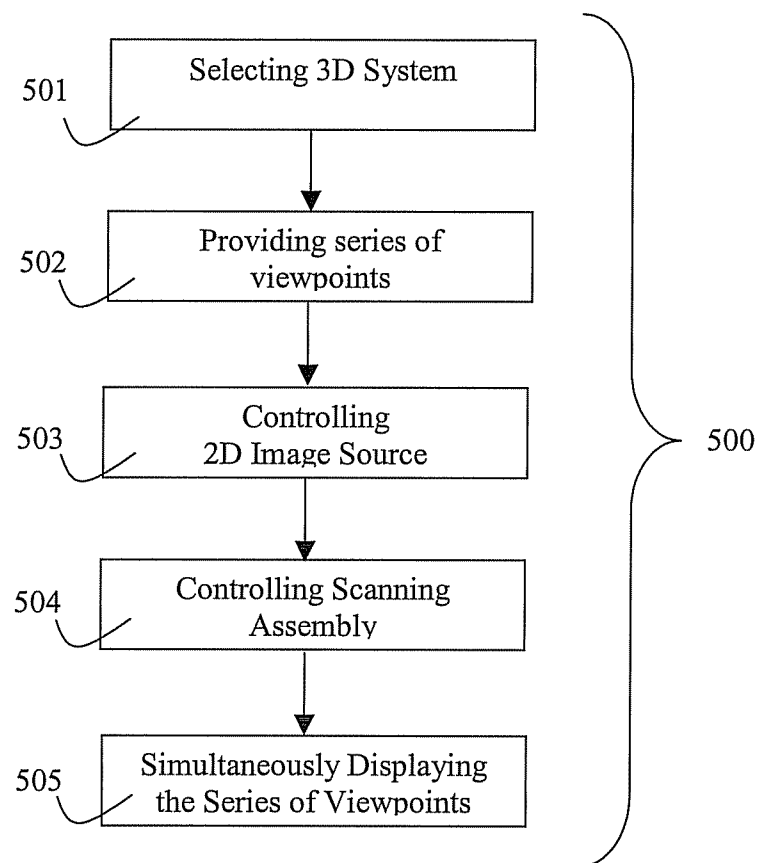 Selecting 3D System
501
Providing series of
viewpoints
502
Controlling
2D Image Source
503
500
Controlling Scanning
Assembly
504
Simultaneously Displaying
the Series of Viewpoints
505